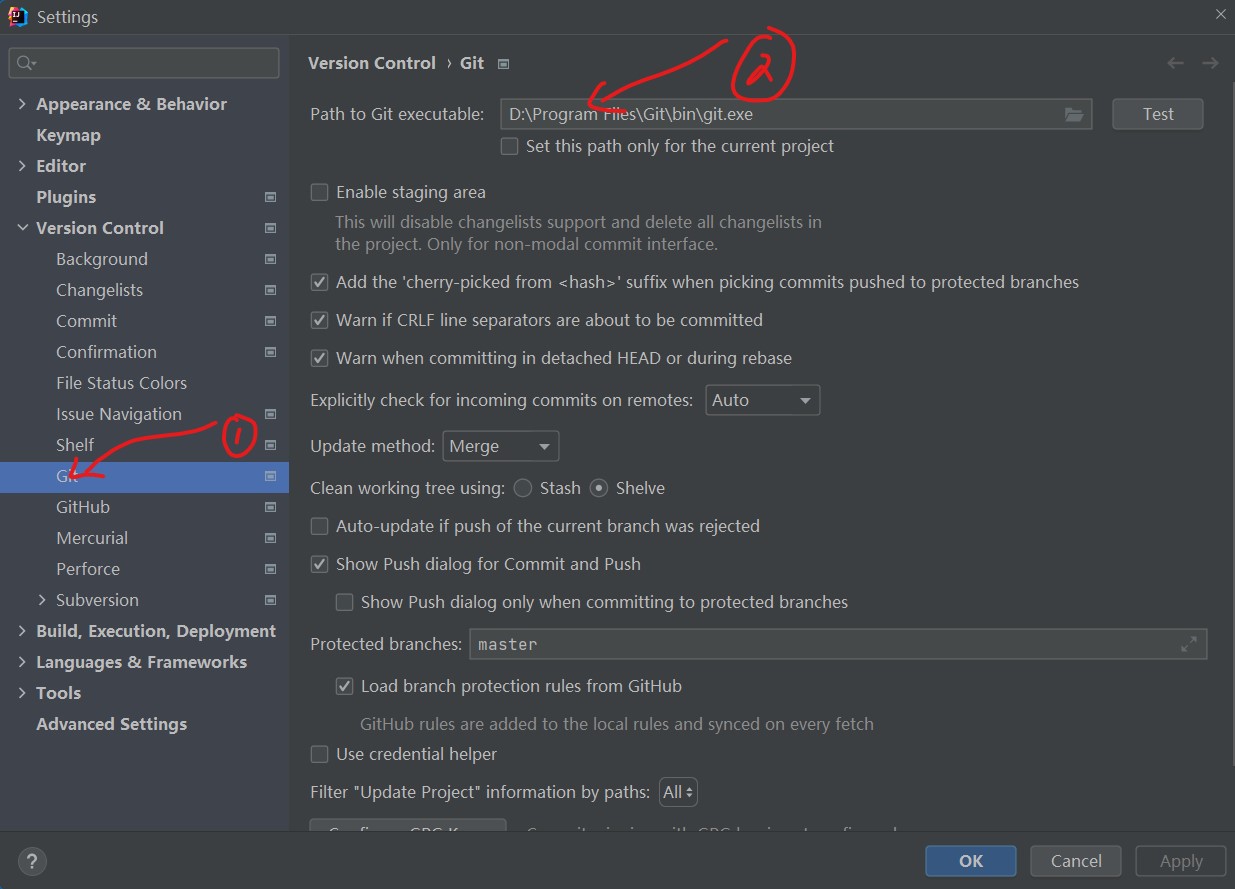 Settings
Version Control › Git
Appearance & Behavior
Keymap
Editor
Plugins
Version Control
Background
Changelists
Commit
Confirmation
File Status Colors
Issue Navigation
Shelf
Git
GitHub
Mercurial
Perforce
Subversion
Build, Execution, Deployment
Languages & Frameworks
Tools
Advanced Settings
1
2
Path to Git executable: D:\Program Files\Git\bin\git.exe Test
Set this path only for the current project
Enable staging area
This will disable changelists support and delete all changelists in
the project. Only for non-modal commit interface.
Add the 'cherry-picked from <hash>' suffix when picking commits pushed to protected branches
Warn if CRLF line separators are about to be committed
Warn when committing in detached HEAD or during rebase
Explicitly check for incoming commits on remotes: Auto
Update method: Merge
Clean working tree using: Stash Shelve
Auto-update if push of the current branch was rejected
Show Push dialog for Commit and Push
Show Push dialog only when committing to protected branches
Protected branches: master
Load branch protection rules from GitHub
GitHub rules are added to the local rules and synced on every fetch
Use credential helper
Filter "Update Project" information by paths: All
? OK Cancel Apply